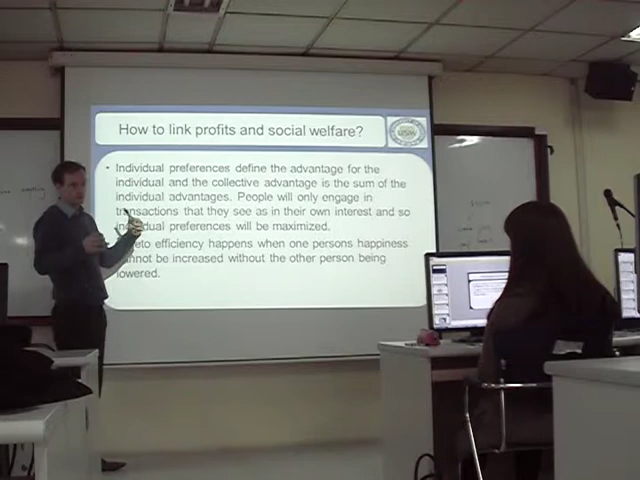 How to link profits and social welfare?
• Individual preferences define the advantage for the
individual and the collective advantage is the sum of the
individual advantages. People will only engage in
transactions that they see as in their own interest and so
preferences will be maximized.
efficiency happens when one persons happiness
be increased without the other person being
lowered.